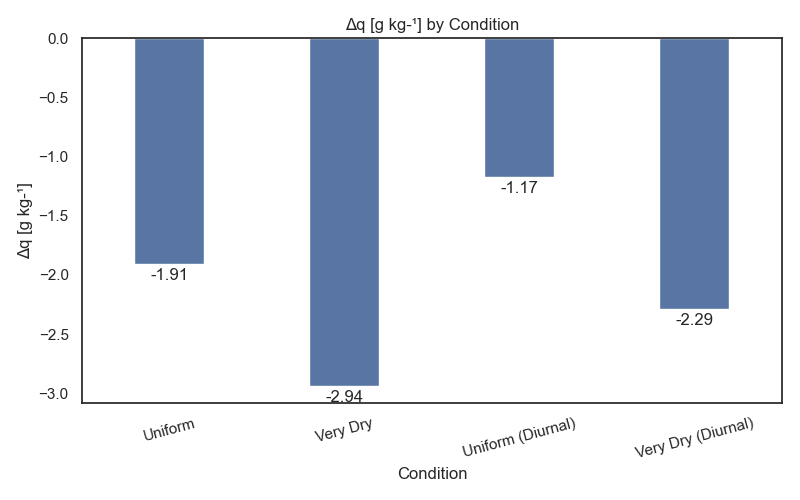 Δq [g kg-¹] by Condition
Δq [g kg-¹]
0.0
−0.5
−1.0
−1.5
−2.0
−2.5
−3.0
-1.91
-2.94
-1.17
-2.29
Uniform
Very Dry
Uniform (Diurnal)
Very Dry (Diurnal)
Condition